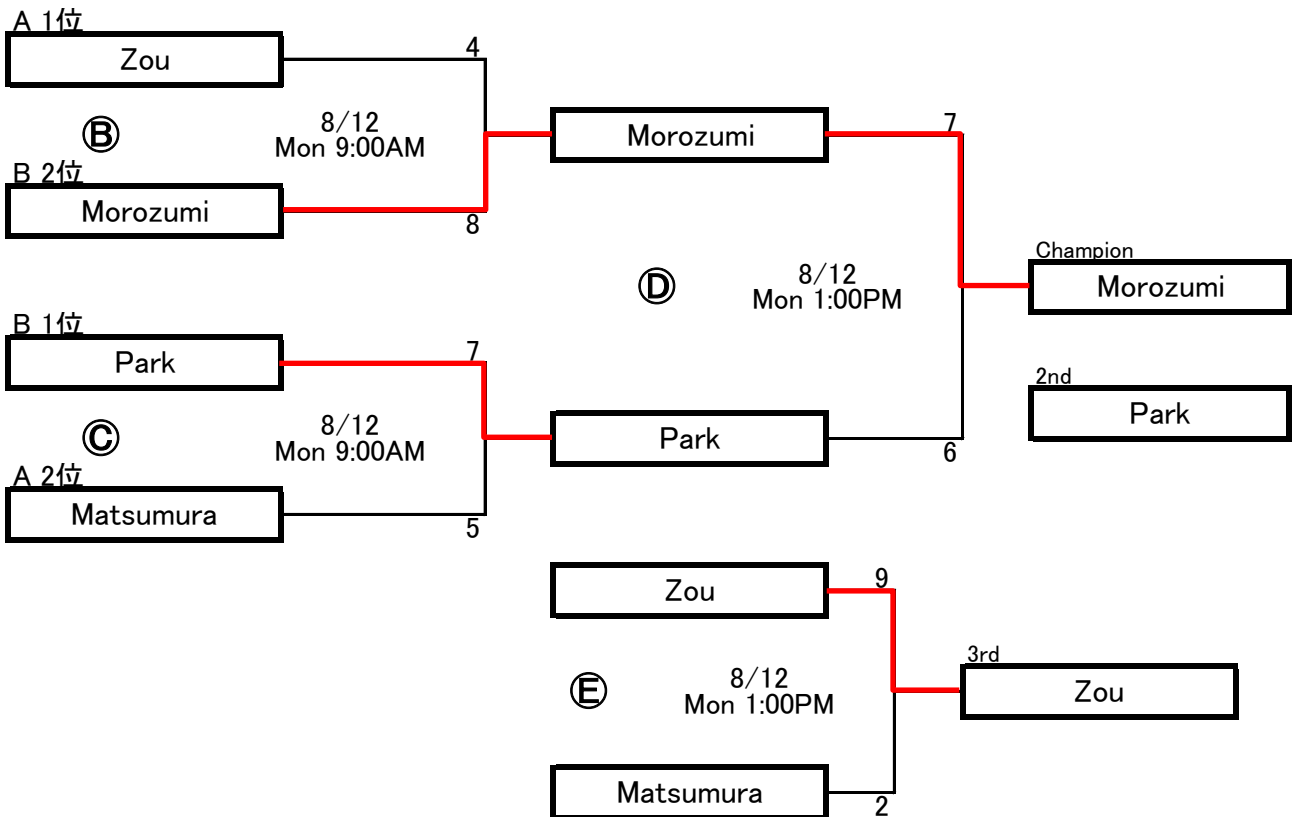 A 1位
Zou
4
Ⓑ
8/12
Mon 9:00AM
B 2位
Morozumi
8
Morozumi
7
Ⓓ
8/12
Mon 1:00PM
Champion
Morozumi
B 1位
Park
7
Ⓒ
8/12
Mon 9:00AM
A 2位
Matsumura
5
Park
6
2nd
Park
Zou
9
Ⓔ
8/12
Mon 1:00PM
3rd
Zou
Matsumura
2